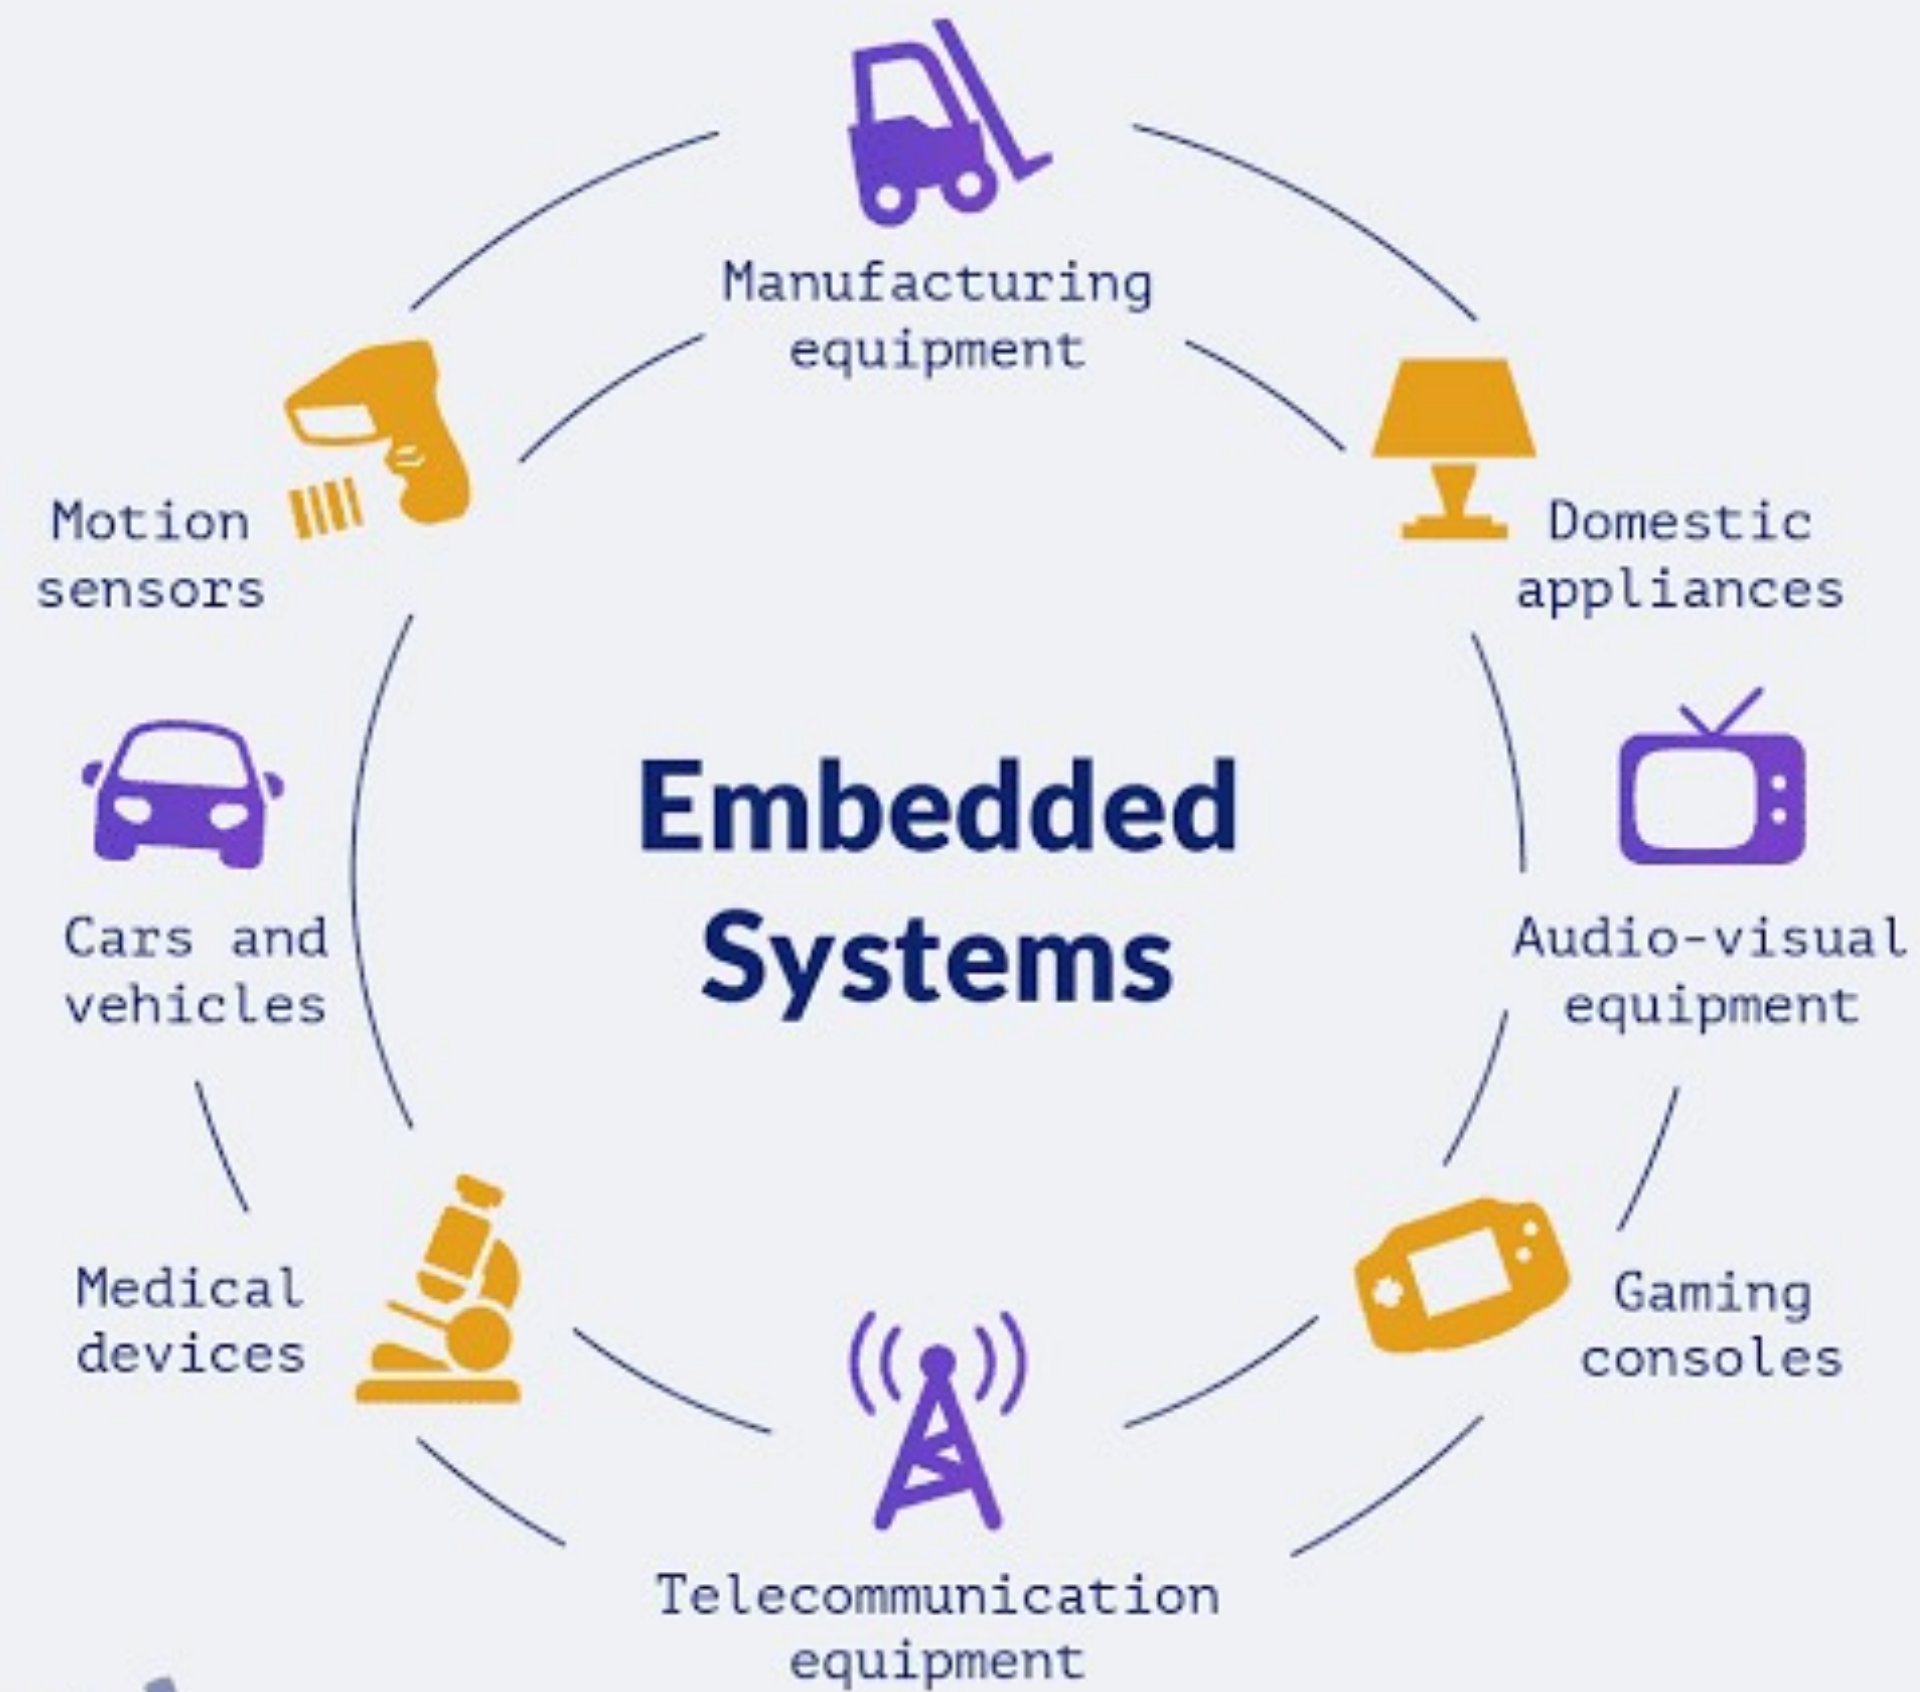 Manufacturing
equipment
Motion
sensors
Domestic
appliances
Embedded
Systems
Cars and
vehicles
Audio-visual
equipment
Medical
devices
Gaming
consoles
Telecommunication
equipment